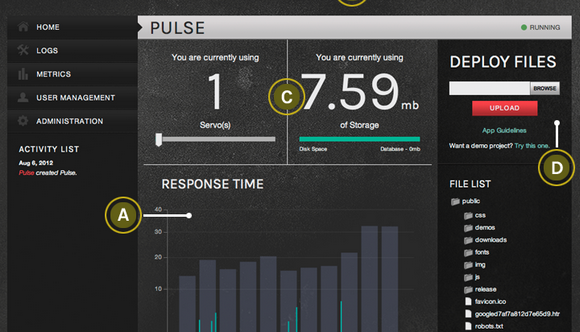 HOME
LOGS
METRICS
USER MANAGEMENT
ADMINISTRATION
ACTIVITY LIST
Aug 6, 2012
Pulse created Pulse.
PULSE
RUNNING
You are currently using
1
Servo(s)
You are currently using
7.59mb
of Storage
Disk Space
Database - 0mb
C
RESPONSE TIME
A
40
30
20
10
DEPLOY FILES
BROWSE
UPLOAD
App Guidelines
Want a demo project? Try this one.
D
FILE LIST
public
css
demos
downloads
fonts
img
js
release
favicon.ico
googled7af7a812d7e65d9.htr
robots.txt